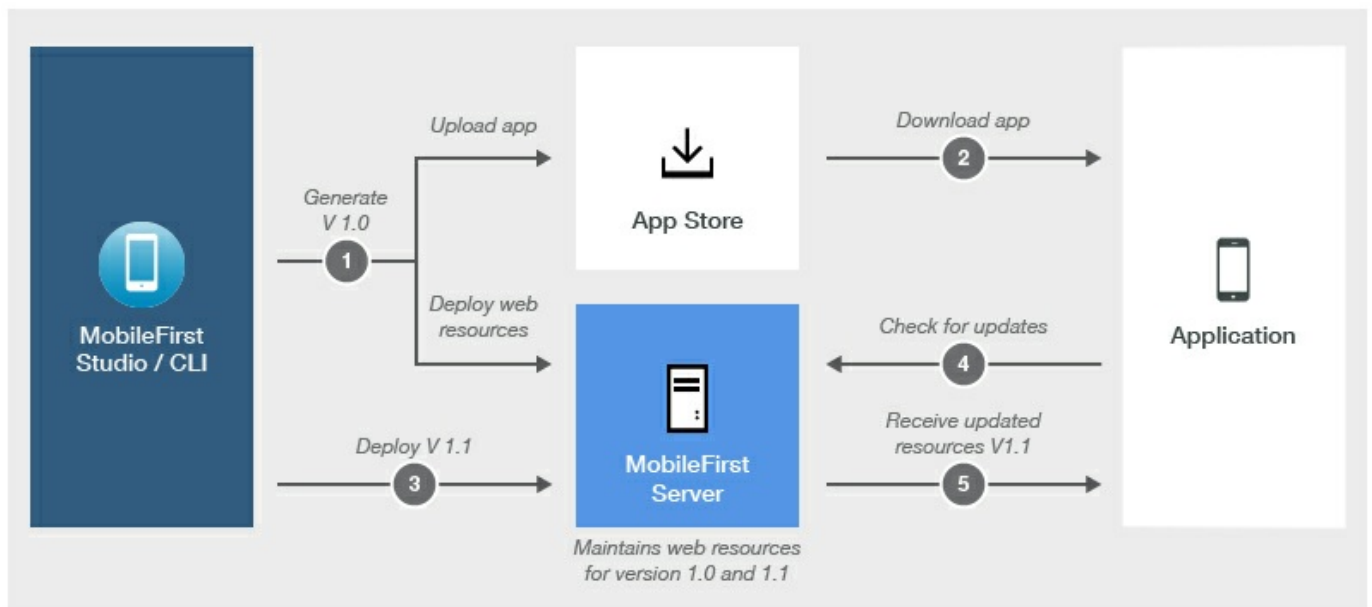 Upload app
Generate
V 1.0
1
Deploy web
resources
MobileFirst
Studio / CLI
Deploy V 1.1
3
App Store
MobileFirst
Server
Maintains web resources
for version 1.0 and 1.1
Download app
2
Check for updates
4
Receive updated
resources V1.1
5
Application